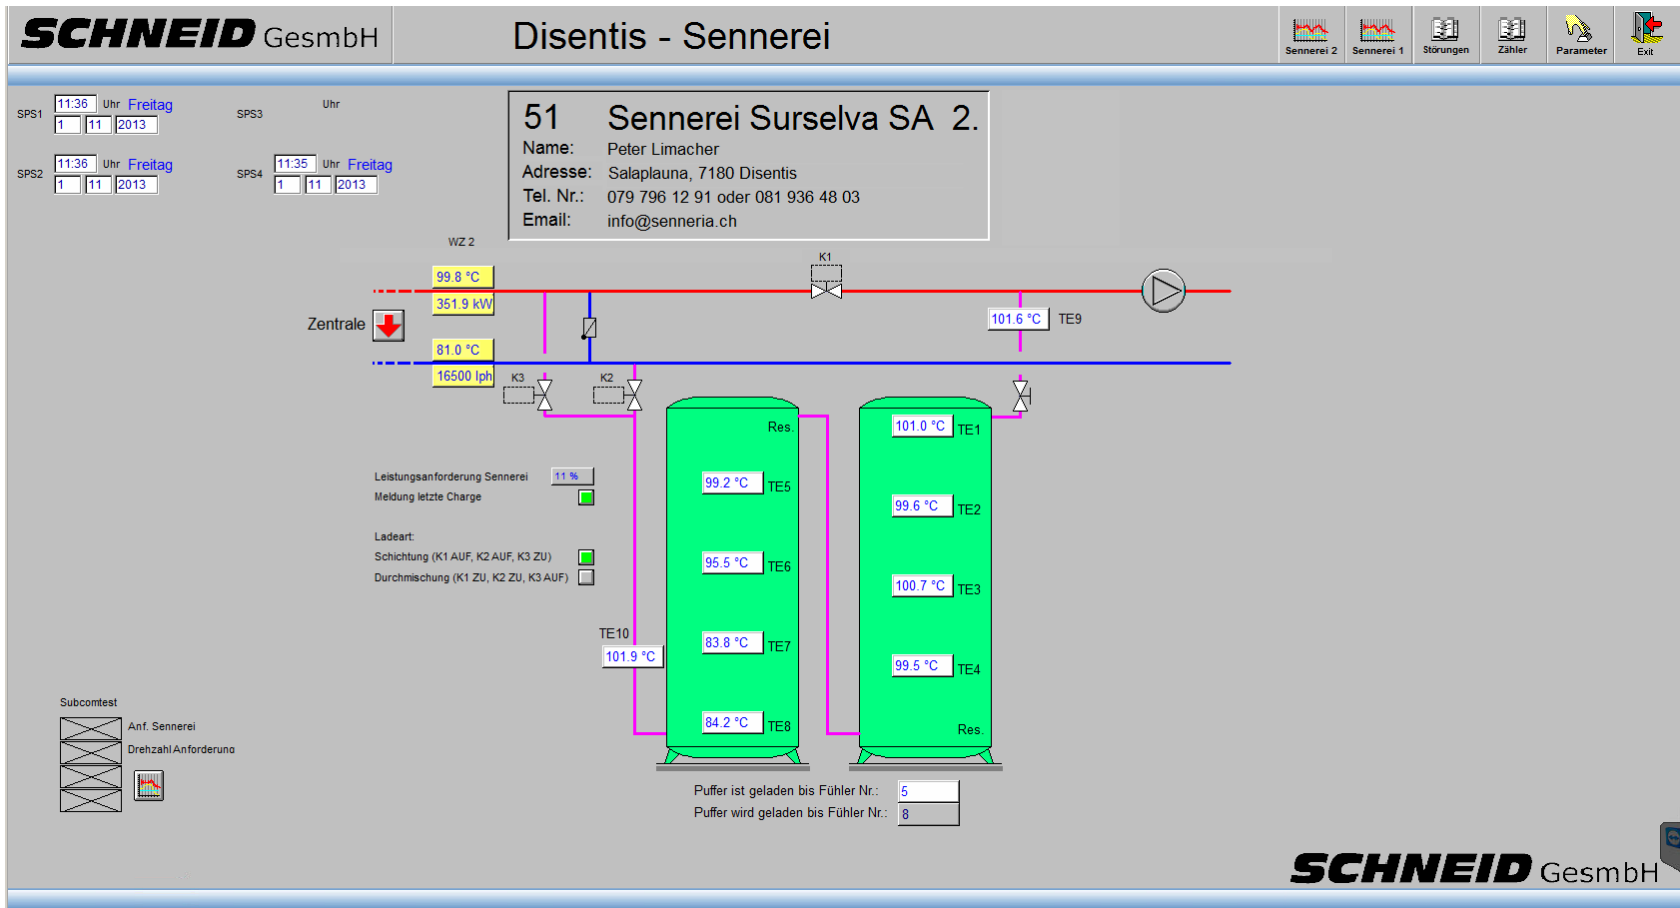 SCHNEID GesmbH
Disentis - Sennerei
Sennerei 2
Sennerei 1
Störungen
Zähler
Parameter
Exit
SPS1 11:36 Uhr Freitag
1 11 2013
SPS3 Uhr
SPS2 11:36 Uhr Freitag
1 11 2013
SPS4 11:35 Uhr Freitag
1 11 2013
51 Sennerei Surselva SA 2.
Name: Peter Limacher
Adresse: Salaplauna, 7180 Disentis
Tel. Nr.: 079 796 12 91 oder 081 936 48 03
Email: info@senneria.ch
WZ 2
K1
99.8 °C
351.9 kW
Zentrale
101.6 °C TE9
81.0 °C
16500 lph
K3
K2
Res.
101.0 °C TE1
Leistungsanforderung Sennerei 11 %
Meldung letzte Charge
99.2 °C TE5
99.6 °C TE2
Ladeart:
Schichtung (K1 AUF, K2 AUF, K3 ZU)
Durchmischung (K1 ZU, K2 ZU, K3 AUF)
95.5 °C TE6
100.7 °C TE3
TE10
101.9 °C
83.8 °C TE7
99.5 °C TE4
84.2 °C TE8
Res.
Subcomtest
Anf. Sennerei
Drehzahl Anforderung
Puffer ist geladen bis Fühler Nr.: 5
Puffer wird geladen bis Fühler Nr.: 8
SCHNEID GesmbH